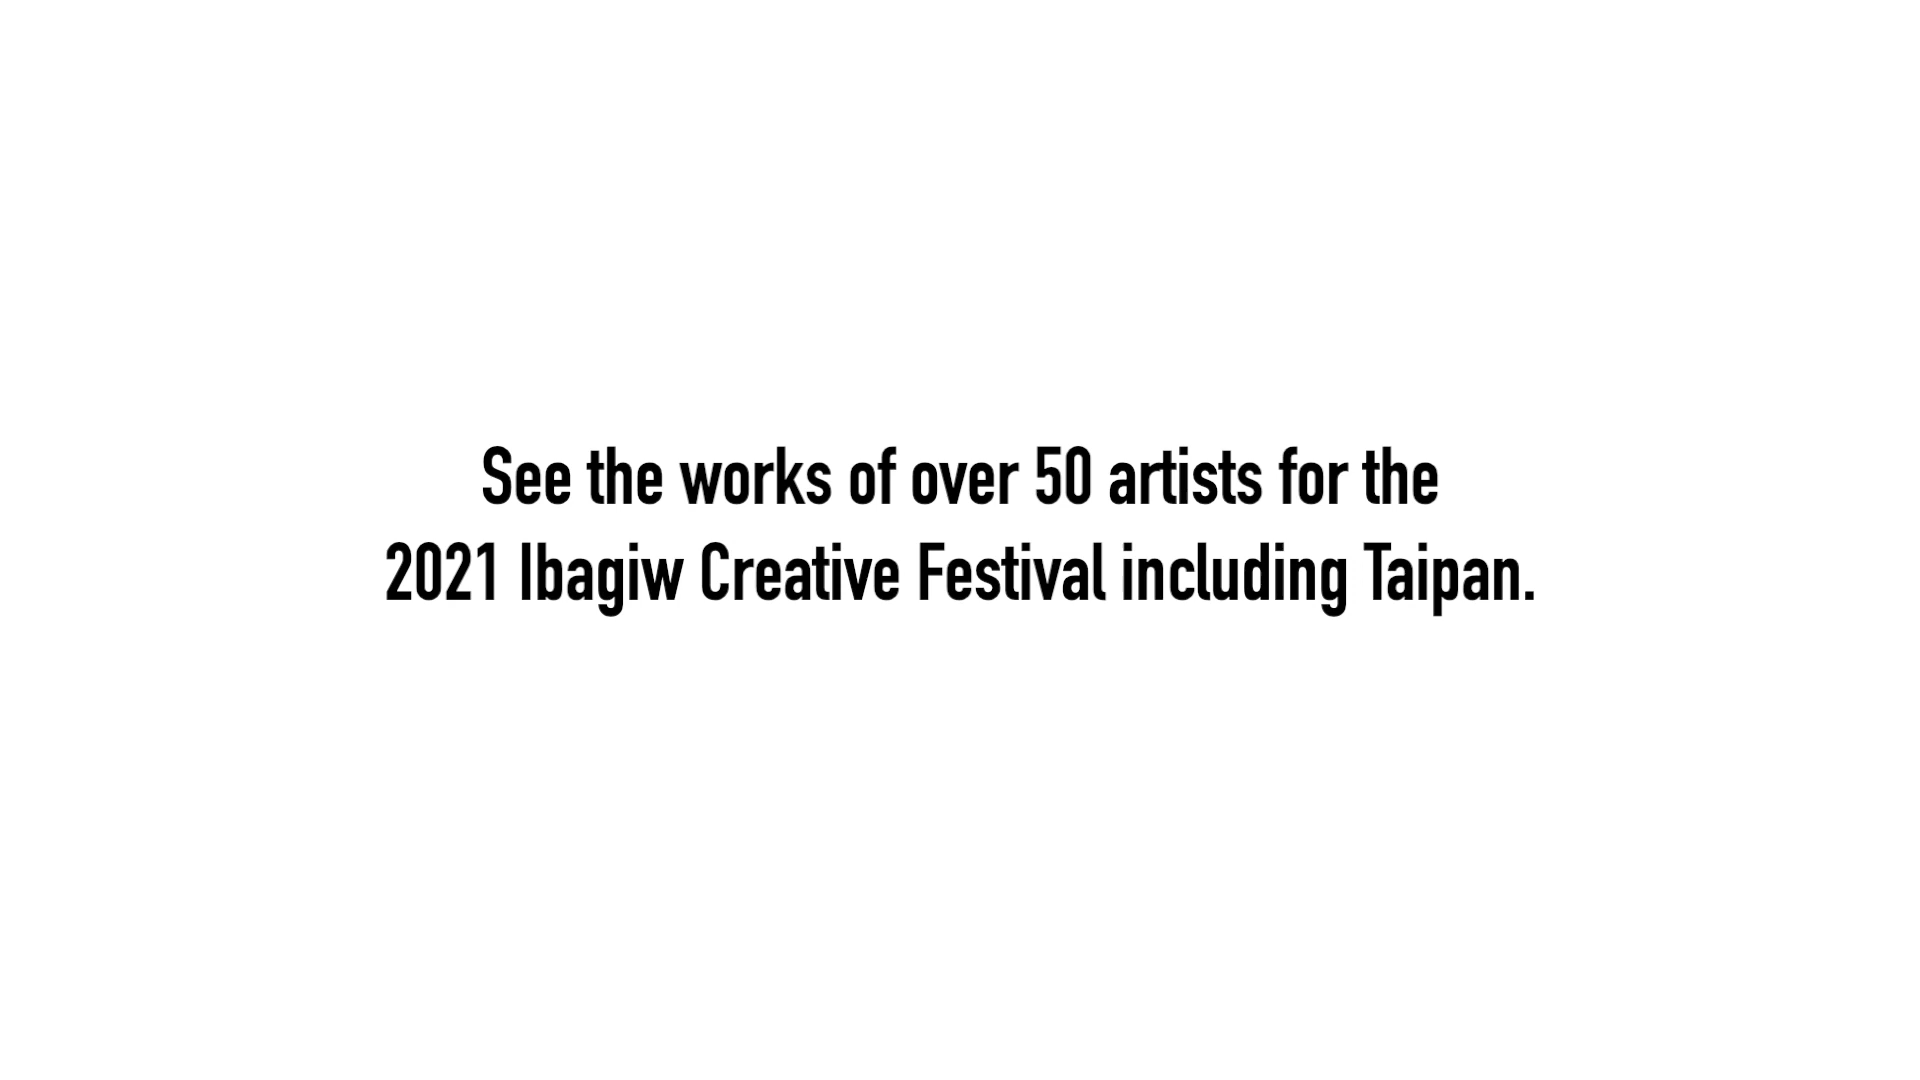 See the works of over 50 artists for the
2021 Ibagiw Creative Festival including Taipan.